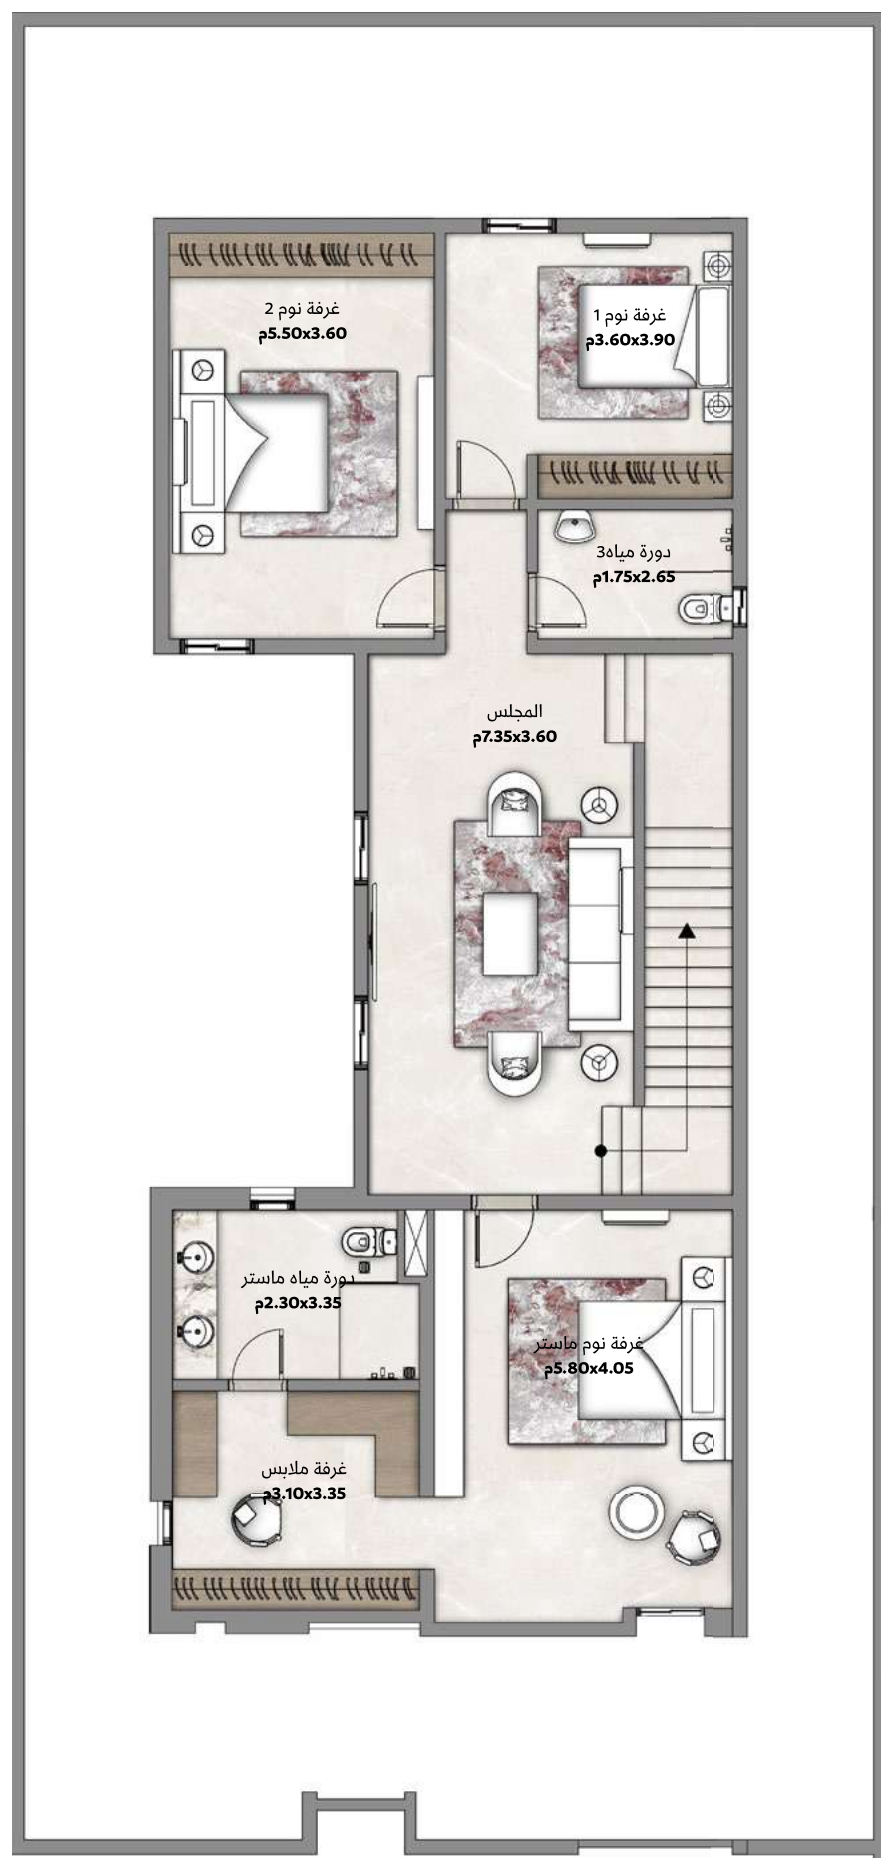 غرفة نوم 2
5.50x3.60م
غرفة نوم 1
3.60x3.90م
دورة مياه3
1.75x2.65م
المجلس
7.35x3.60م
دورة مياه ماستر
2.30x3.35م
غرفة نوم ماستر
5.80x4.05م
غرفة ملابس
3.10x3.35م